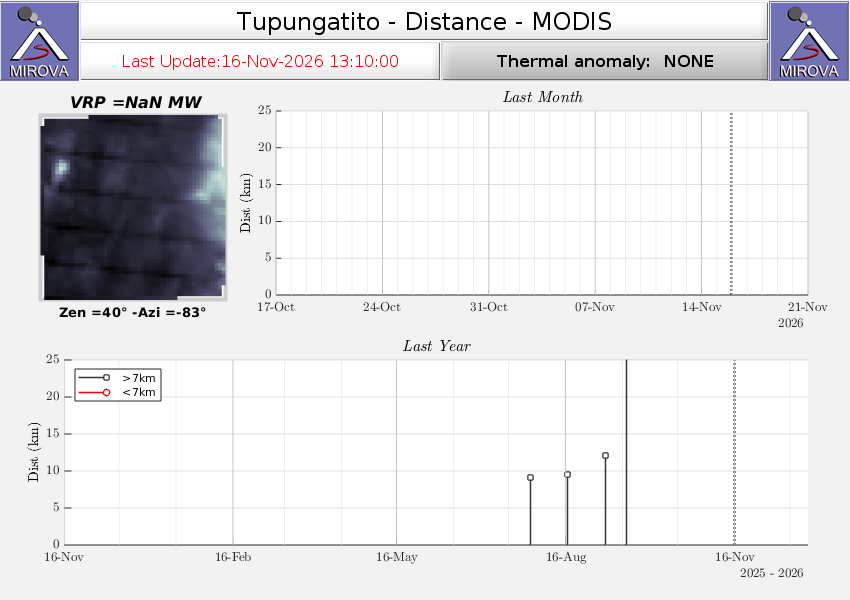 Tupungatito - Distance - MODIS
MIROVA
Last Update:16-Nov-2026 13:10:00
Thermal anomaly: NONE
MIROVA
VRP =NaN MW
Zen =40° -Azi =-83°
Last Month
Dist (km)
25
20
15
10
5
0
17-Oct
24-Oct
31-Oct
07-Nov
14-Nov
21-Nov
2026
Last Year
Dist (km)
25
20
15
10
5
0
>7km
<7km
16-Nov
16-Feb
16-May
16-Aug
16-Nov
2025 - 2026